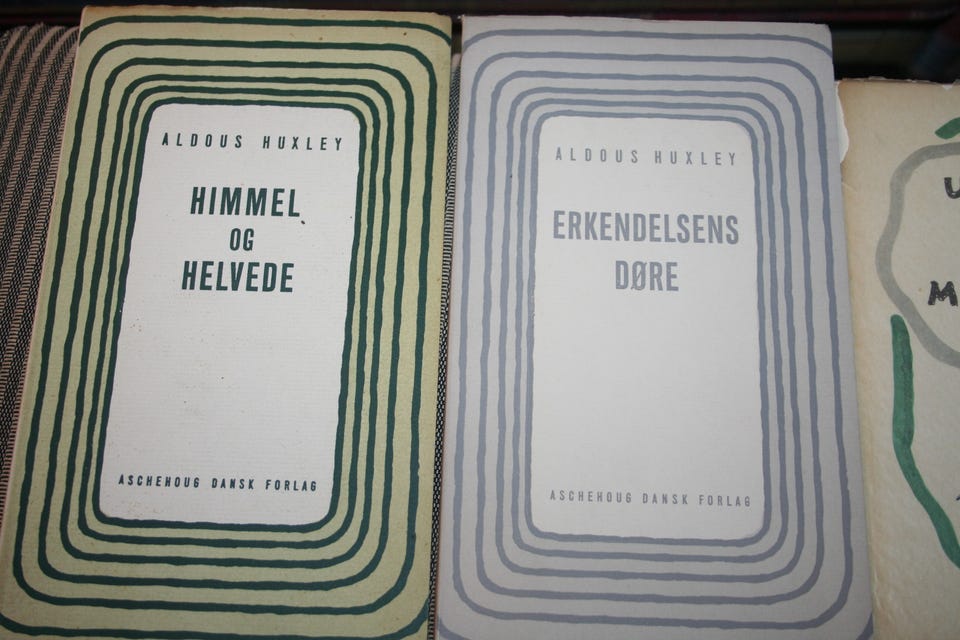 ALDOUS HUXLEY
HIMMEL
OG
HELVEDE
ASCHEHOUG DANSK FORLAG
ALDOUS HUXLEY
ERKENDELSENS
DØRE
ASCHEHOUG DANSK FORLAG